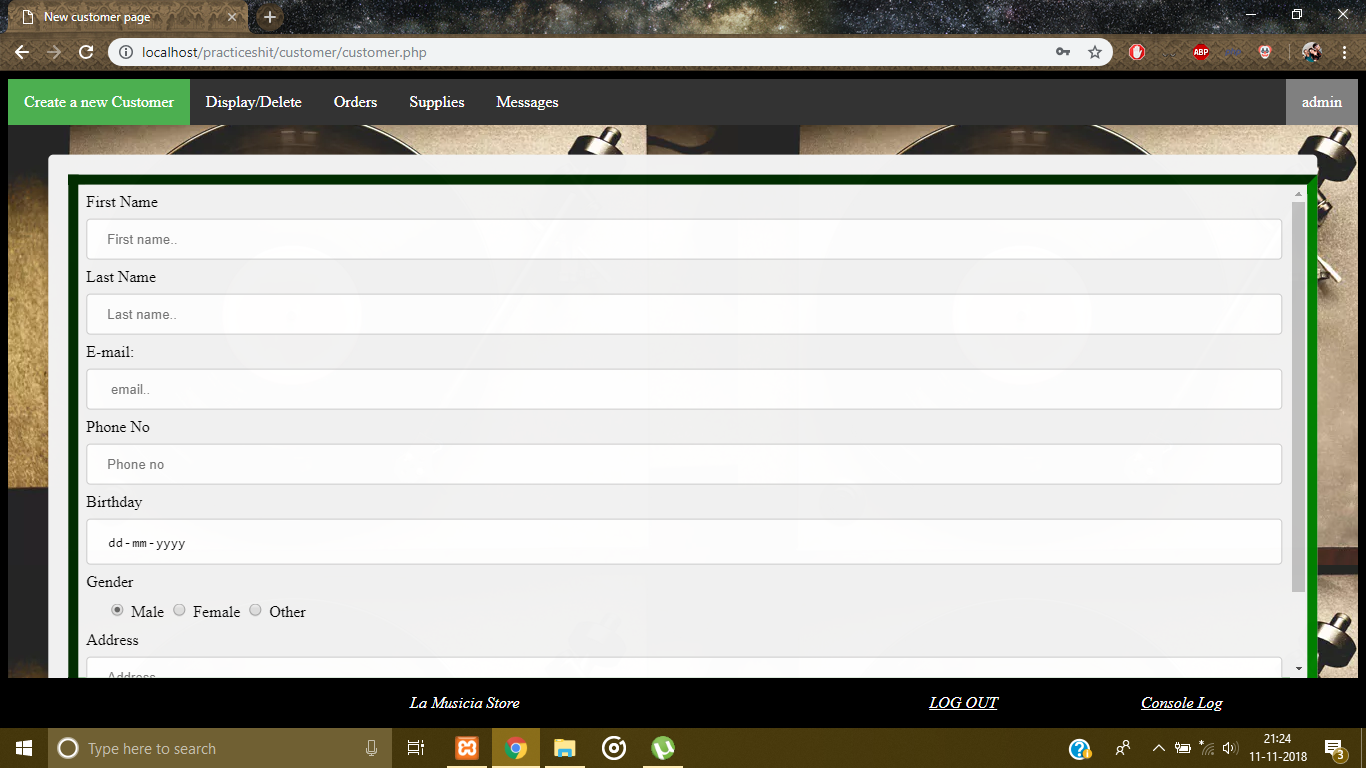 New customer page
localhost/practiceshit/customer/customer.php
ABP
Create a new Customer Display/Delete Orders Supplies Messages admin
First Name
First name..
Last Name
Last name..
E-mail:
email..
Phone No
Phone no
Birthday
dd-mm-yyyy
Gender
Male Female Other
Address
Address
La Musicia Store LOG OUT Console Log
Type here to search
21:24
11-11-2018
3